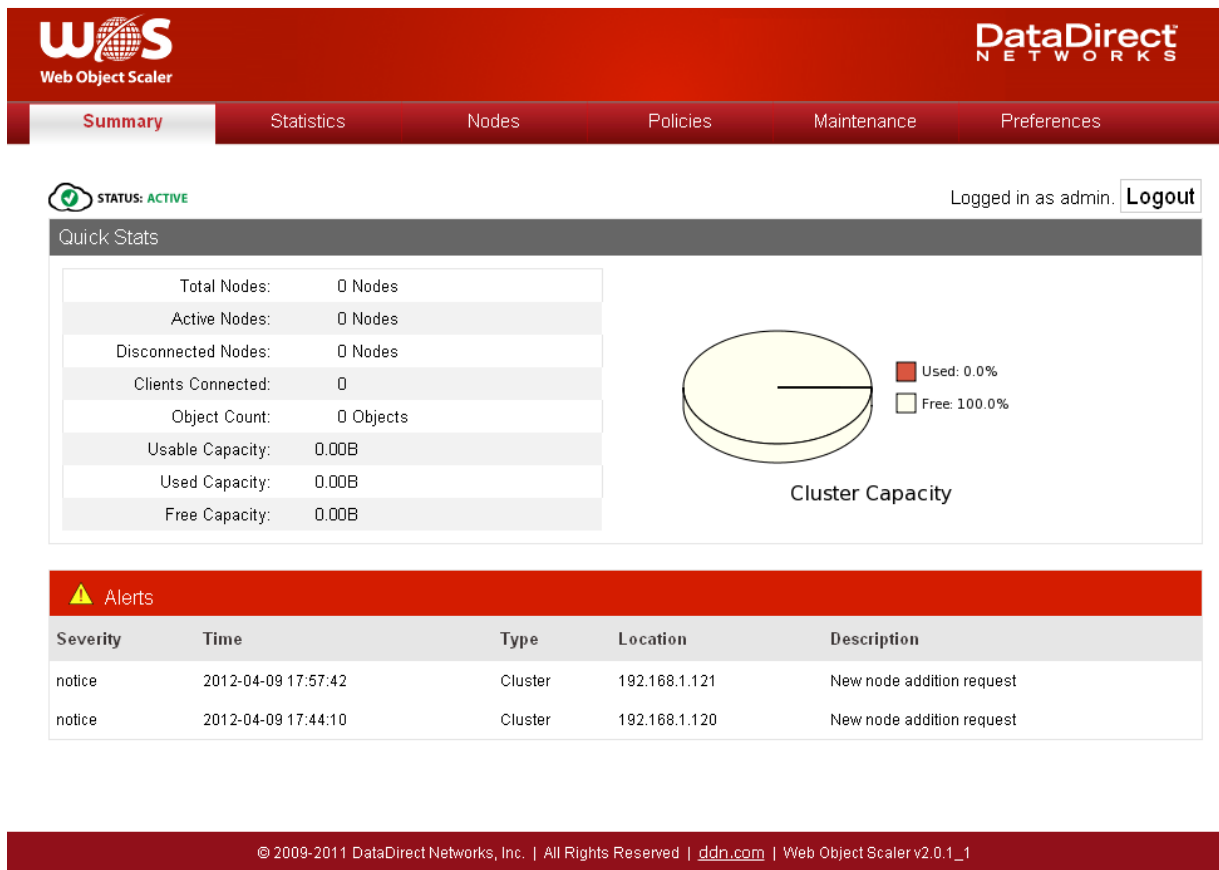 WOS
Web Object Scaler
DataDirect™
NETWORKS
Summary Statistics Nodes Policies Maintenance Preferences
STATUS: ACTIVE
Logged in as admin. Logout
Quick Stats
Total Nodes: 0 Nodes
Active Nodes: 0 Nodes
Disconnected Nodes: 0 Nodes
Clients Connected: 0
Object Count: 0 Objects
Usable Capacity: 0.00B
Used Capacity: 0.00B
Free Capacity: 0.00B
Used: 0.0%
Free: 100.0%
Cluster Capacity
Alerts
Severity Time Type Location Description
notice 2012-04-09 17:57:42 Cluster 192.168.1.121 New node addition request
notice 2012-04-09 17:44:10 Cluster 192.168.1.120 New node addition request
© 2009-2011 DataDirect Networks, Inc. | All Rights Reserved | ddn.com | Web Object Scaler v2.0.1_1